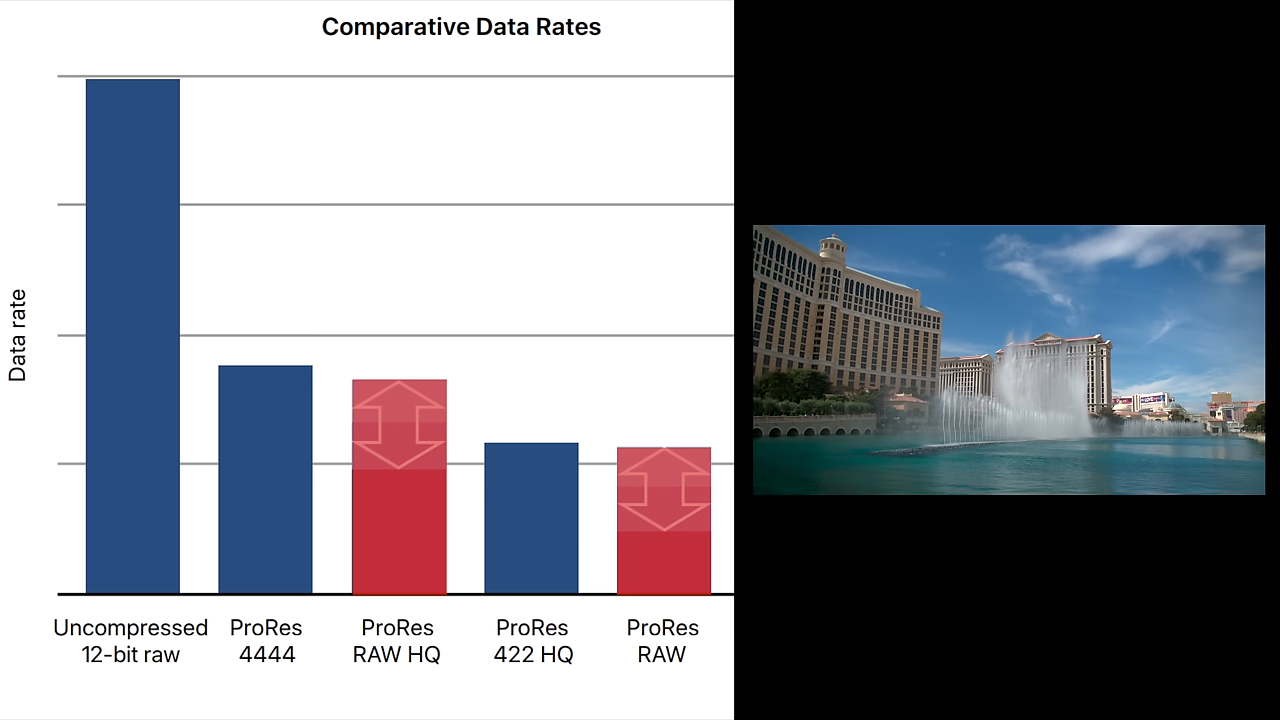 Comparative Data Rates
Data rate
Uncompressed
12-bit raw
ProRes
4444
ProRes
RAW HQ
ProRes
422 HQ
ProRes
RAW